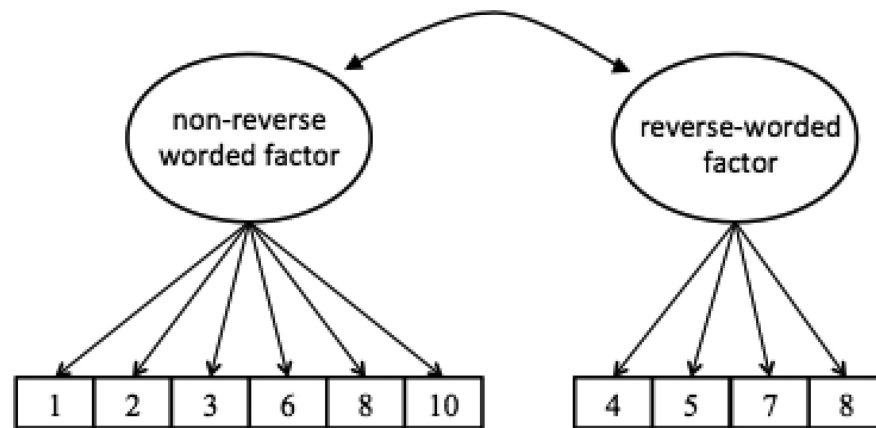 non-reverse
worded factor
reverse-worded
factor
1 2 3 6 8 10
4 5 7 8